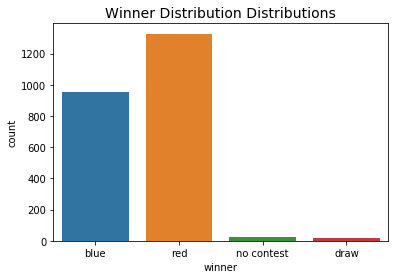 Winner Distribution Distributions
1200
1000
800
600
400
200
0
count
blue red no contest draw
winner